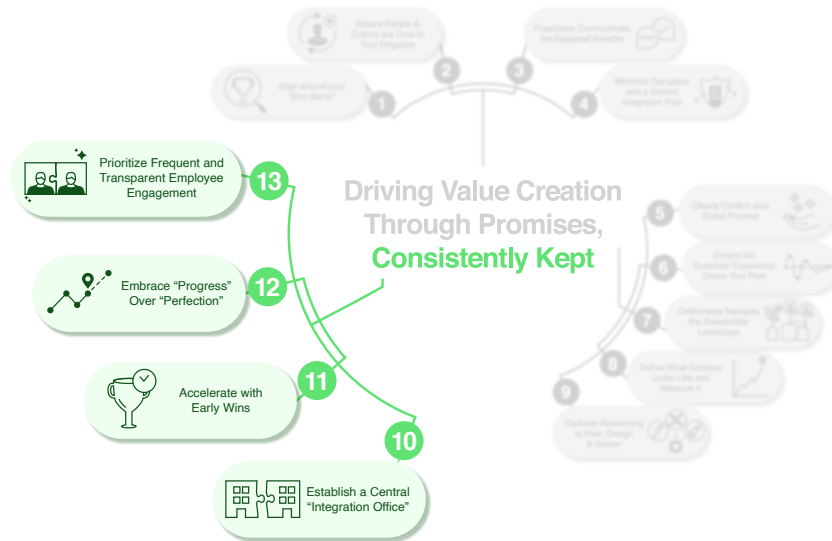 Ensure People &
Culture are Core to
Your Diligence
2
Proactively Communicate
the Expected Benefits
3
Align around your
"End Game"
1
Minimize Disruption
with a Distinct
Integration Plan
4
Prioritize Frequent and
Transparent Employee
Engagement
13
Driving Value Creation
Through Promises,
Consistently Kept
5
Clearly Confirm your
Brand Promise
6
Ensure the
Customer Experience
Drives Your Plan
Embrace “Progress”
Over “Perfection”
12
7
Deliberately Navigate
the Stakeholder
Landscape
8
Define What Success
Looks Like and
Measure It
Accelerate with
Early Wins
11
9
Dedicate Resourcing
to Plan, Design
& Deliver
10
Establish a Central
“Integration Office”